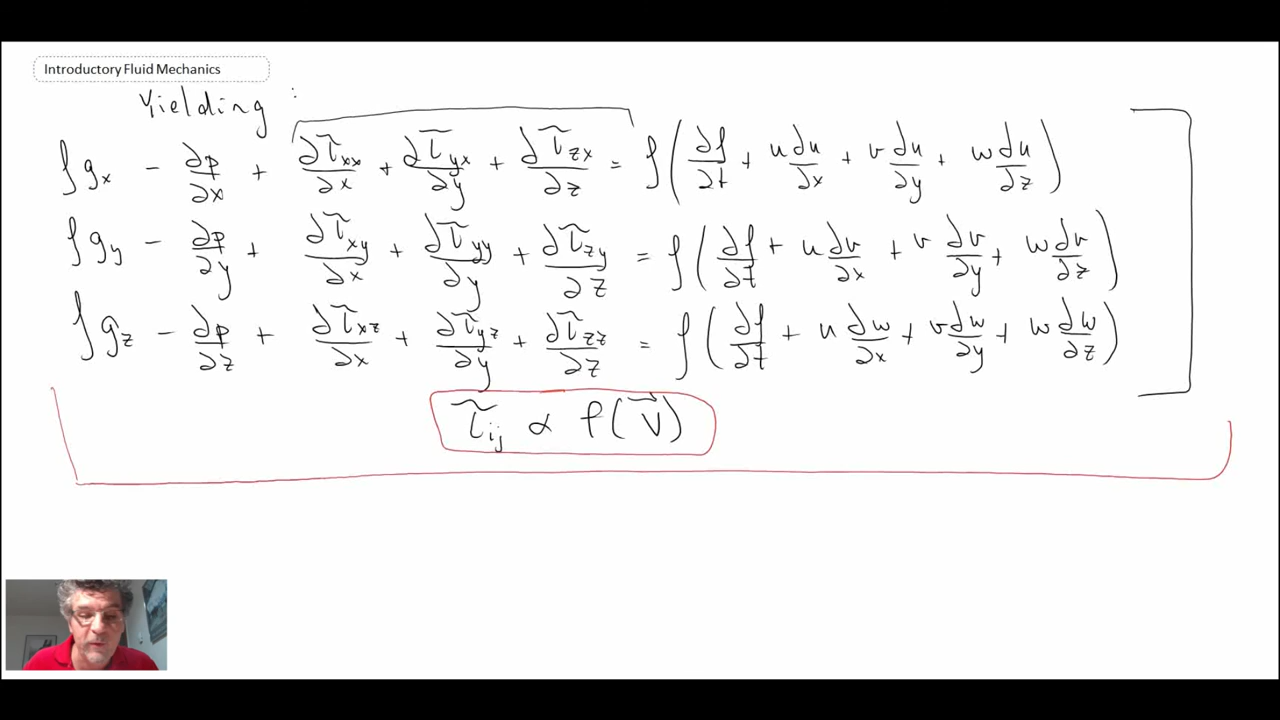 Introductory Fluid Mechanics
Yielding :
ρg_x − ∂p/∂x + ∂τ_xx/∂x + ∂τ_yx/∂y + ∂τ_zx/∂z = ρ(∂f/∂t + u ∂u/∂x + v ∂u/∂y + w ∂u/∂z)
ρg_y − ∂p/∂y + ∂τ_xy/∂x + ∂τ_yy/∂y + ∂τ_zy/∂z = ρ(∂f/∂t + u ∂v/∂x + v ∂v/∂y + w ∂v/∂z)
ρg_z − ∂p/∂z + ∂τ_xz/∂x + ∂τ_yz/∂y + ∂τ_zz/∂z = ρ(∂f/∂t + u ∂w/∂x + v ∂w/∂y + w ∂w/∂z)
τ_ij ∝ f(V⃗)